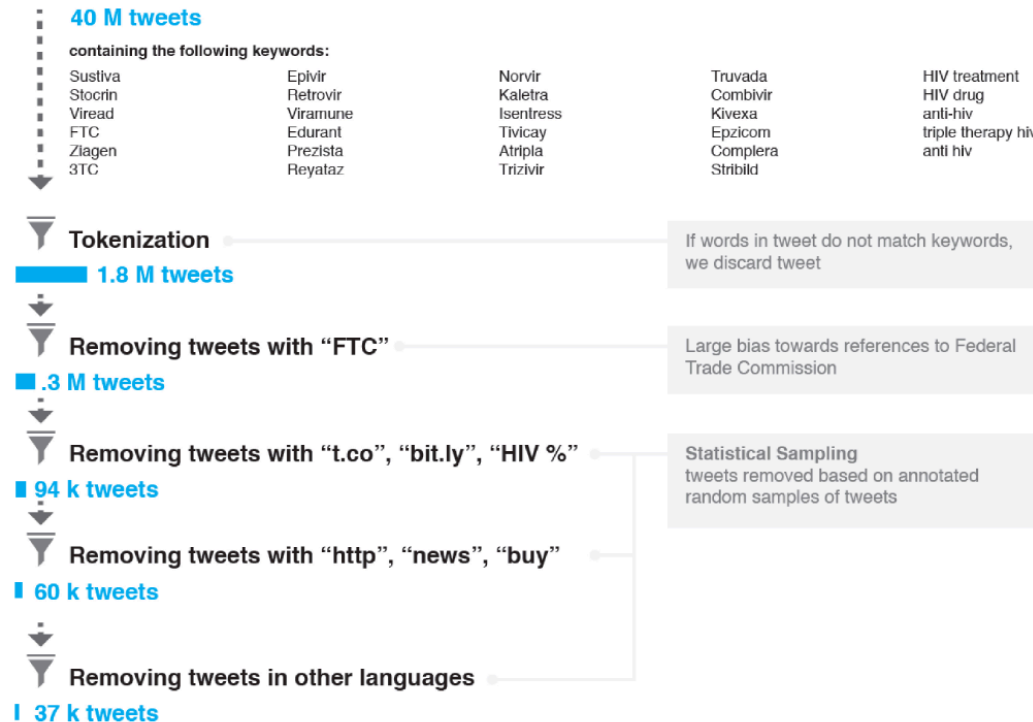 40 M tweets
containing the following keywords:
Sustiva Epivir Norvir Truvada HIV treatment
Stocrin Retrovir Kaletra Combivir HIV drug
Viread Viramune Isentress Kivexa anti-hiv
FTC Edurant Tivicay Epzicom triple therapy hiv
Ziagen Prezista Atripla Complera anti hiv
3TC Reyataz Trizivir Stribild
Tokenization
If words in tweet do not match keywords,
we discard tweet
1.8 M tweets
Removing tweets with “FTC”
Large bias towards references to Federal
Trade Commission
.3 M tweets
Removing tweets with “t.co”, “bit.ly”, “HIV %”
Statistical Sampling
tweets removed based on annotated
random samples of tweets
94 k tweets
Removing tweets with “http”, “news”, “buy”
60 k tweets
Removing tweets in other languages
37 k tweets